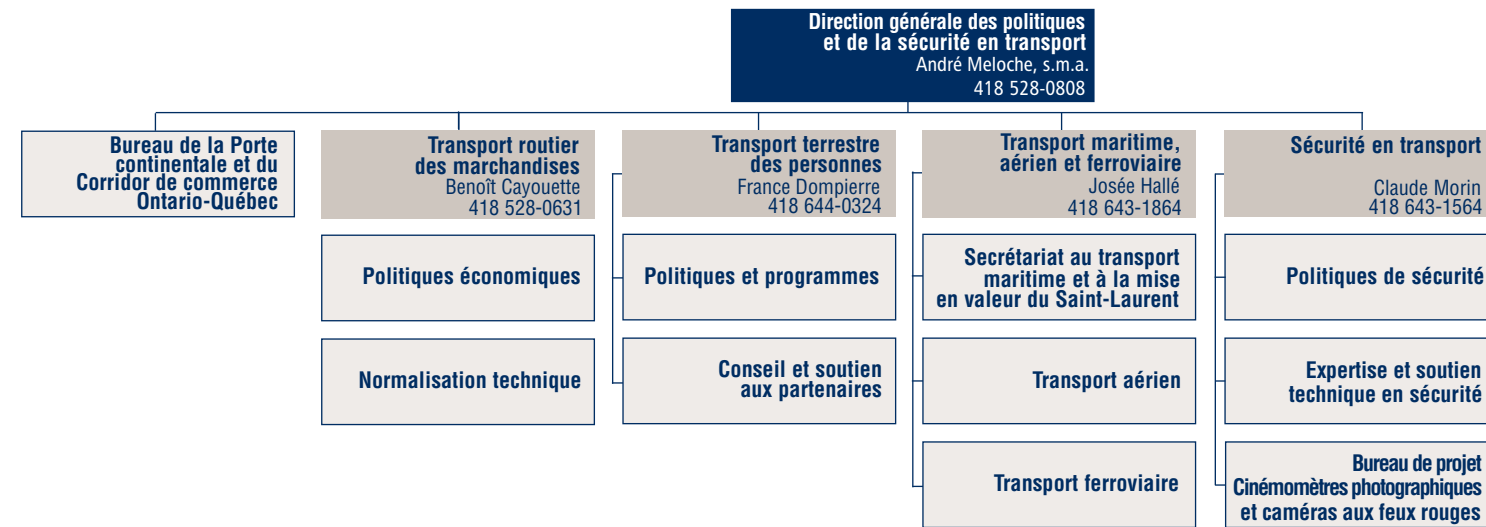 Direction générale des politiques
et de la sécurité en transport
André Meloche, s.m.a.
418 528-0808
Bureau de la Porte
continentale et du
Corridor de commerce
Ontario-Québec
Transport routier
des marchandises
Benoît Cayouette
418 528-0631
Politiques économiques
Normalisation technique
Transport terrestre
des personnes
France Dompierre
418 644-0324
Politiques et programmes
Conseil et soutien
aux partenaires
Transport maritime,
aérien et ferroviaire
Josée Hallé
418 643-1864
Secrétariat au transport
maritime et à la mise
en valeur du Saint-Laurent
Transport aérien
Transport ferroviaire
Sécurité en transport
Claude Morin
418 643-1564
Politiques de sécurité
Expertise et soutien
technique en sécurité
Bureau de projet
Cinémomètres photographiques
et caméras aux feux rouges